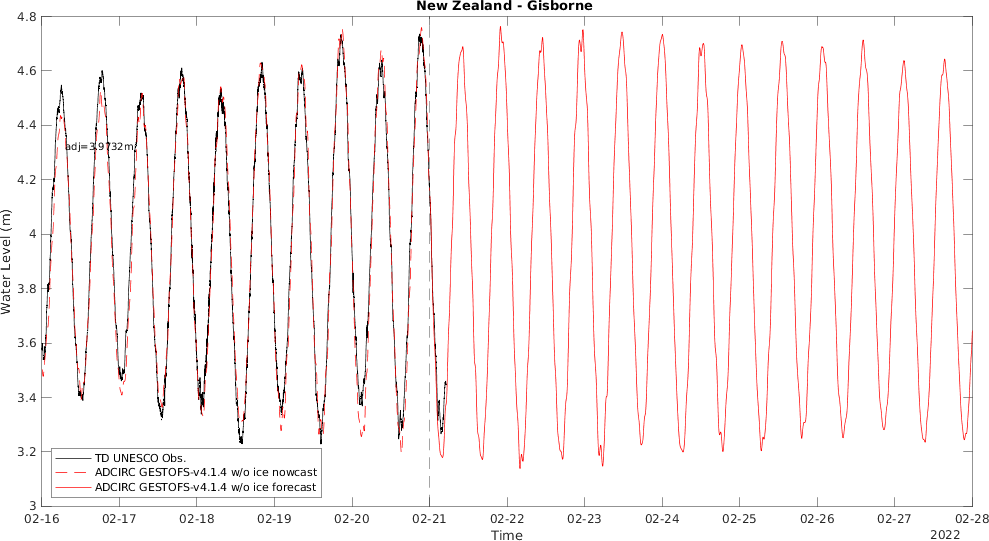 New Zealand - Gisborne
4.8
4.6
4.4
4.2
4
3.8
3.6
3.4
3.2
3
Water Level (m)
adj=3.9732m
TD UNESCO Obs.
ADCIRC GESTOFS-v4.1.4 w/o ice nowcast
ADCIRC GESTOFS-v4.1.4 w/o ice forecast
02-16 02-17 02-18 02-19 02-20 02-21 02-22 02-23 02-24 02-25 02-26 02-27 02-28
Time
2022